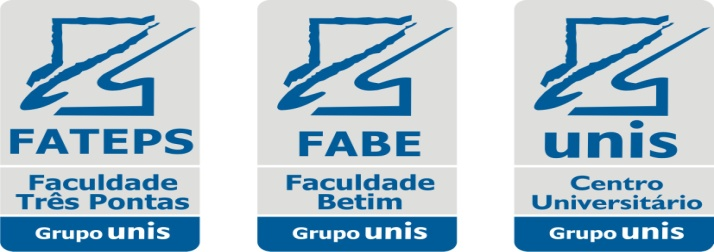 FATEPS
Faculdade
Três Pontas
Grupo unis
FABE
Faculdade
Betim
Grupo unis
unis
Centro
Universitário
Grupo unis